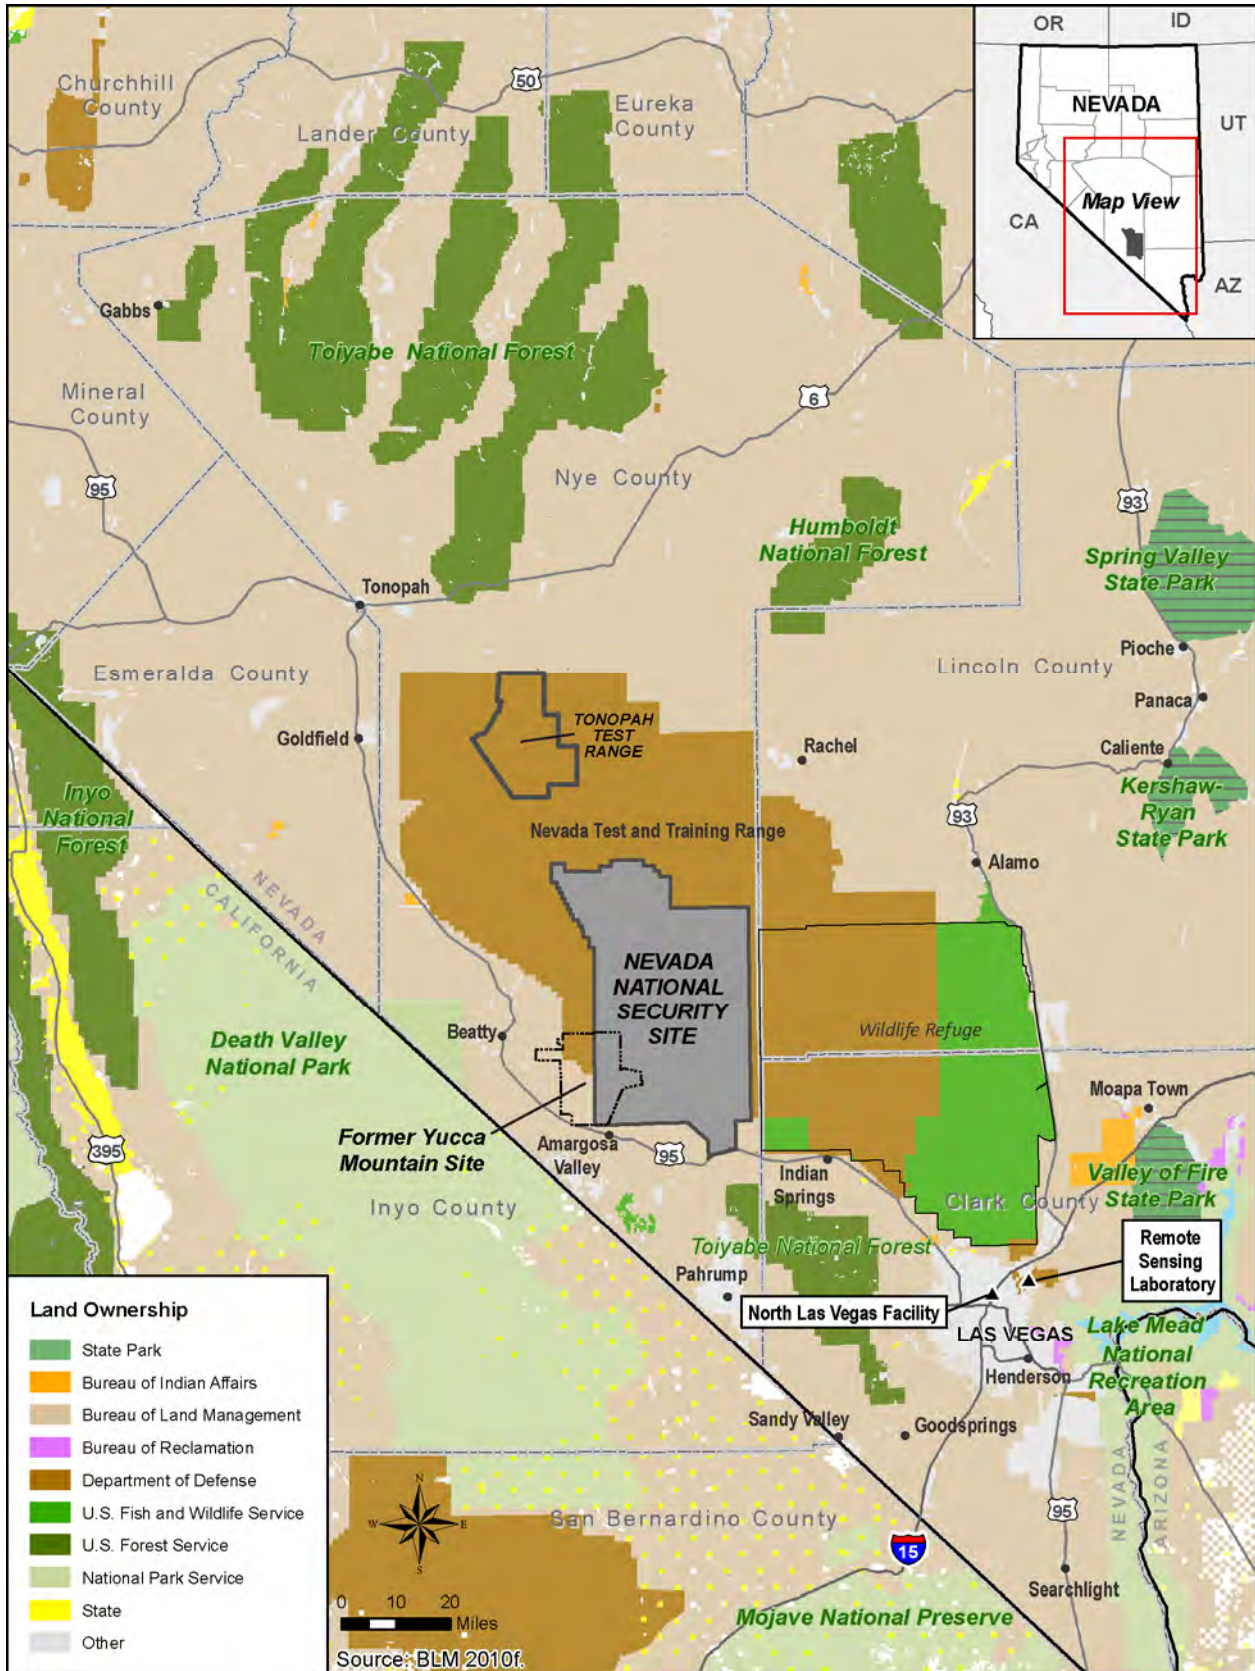 OR
ID
NEVADA
UT
Map View
CA
AZ
Churchhill
County
50
Lander County
Eureka
County
Gabbs
Toiyabe National Forest
Mineral
County
6
95
Nye County
93
Humboldt
National Forest
Spring Valley
State Park
Tonopah
Pioche
Esmeralda County
Lincoln County
Panaca
TONOPAH
TEST
RANGE
Goldfield
Rachel
Caliente
Inyo
National
Forest
Kershaw-
Ryan
State Park
93
Nevada Test and Training Range
Alamo
NEVADA
CALIFORNIA
NEVADA
NATIONAL
SECURITY
SITE
Wildlife Refuge
Beatty
Death Valley
National Park
Moapa Town
Former Yucca
Mountain Site
Amargosa
Valley
95
395
Indian
Springs
Valley of Fire
State Park
Inyo County
Clark County
Toiyabe National Forest
Remote
Sensing
Laboratory
Pahrump
North Las Vegas Facility
LAS VEGAS
Lake Mead
National
Recreation
Area
Henderson
Sandy Valley
Goodsprings
NEVADA
ARIZONA
San Bernardino County
95
15
Searchlight
Mojave National Preserve
Land Ownership
State Park
Bureau of Indian Affairs
Bureau of Land Management
Bureau of Reclamation
Department of Defense
U.S. Fish and Wildlife Service
U.S. Forest Service
National Park Service
State
Other
N
W
E
S
0 10 20
Miles
Source: BLM 2010f.